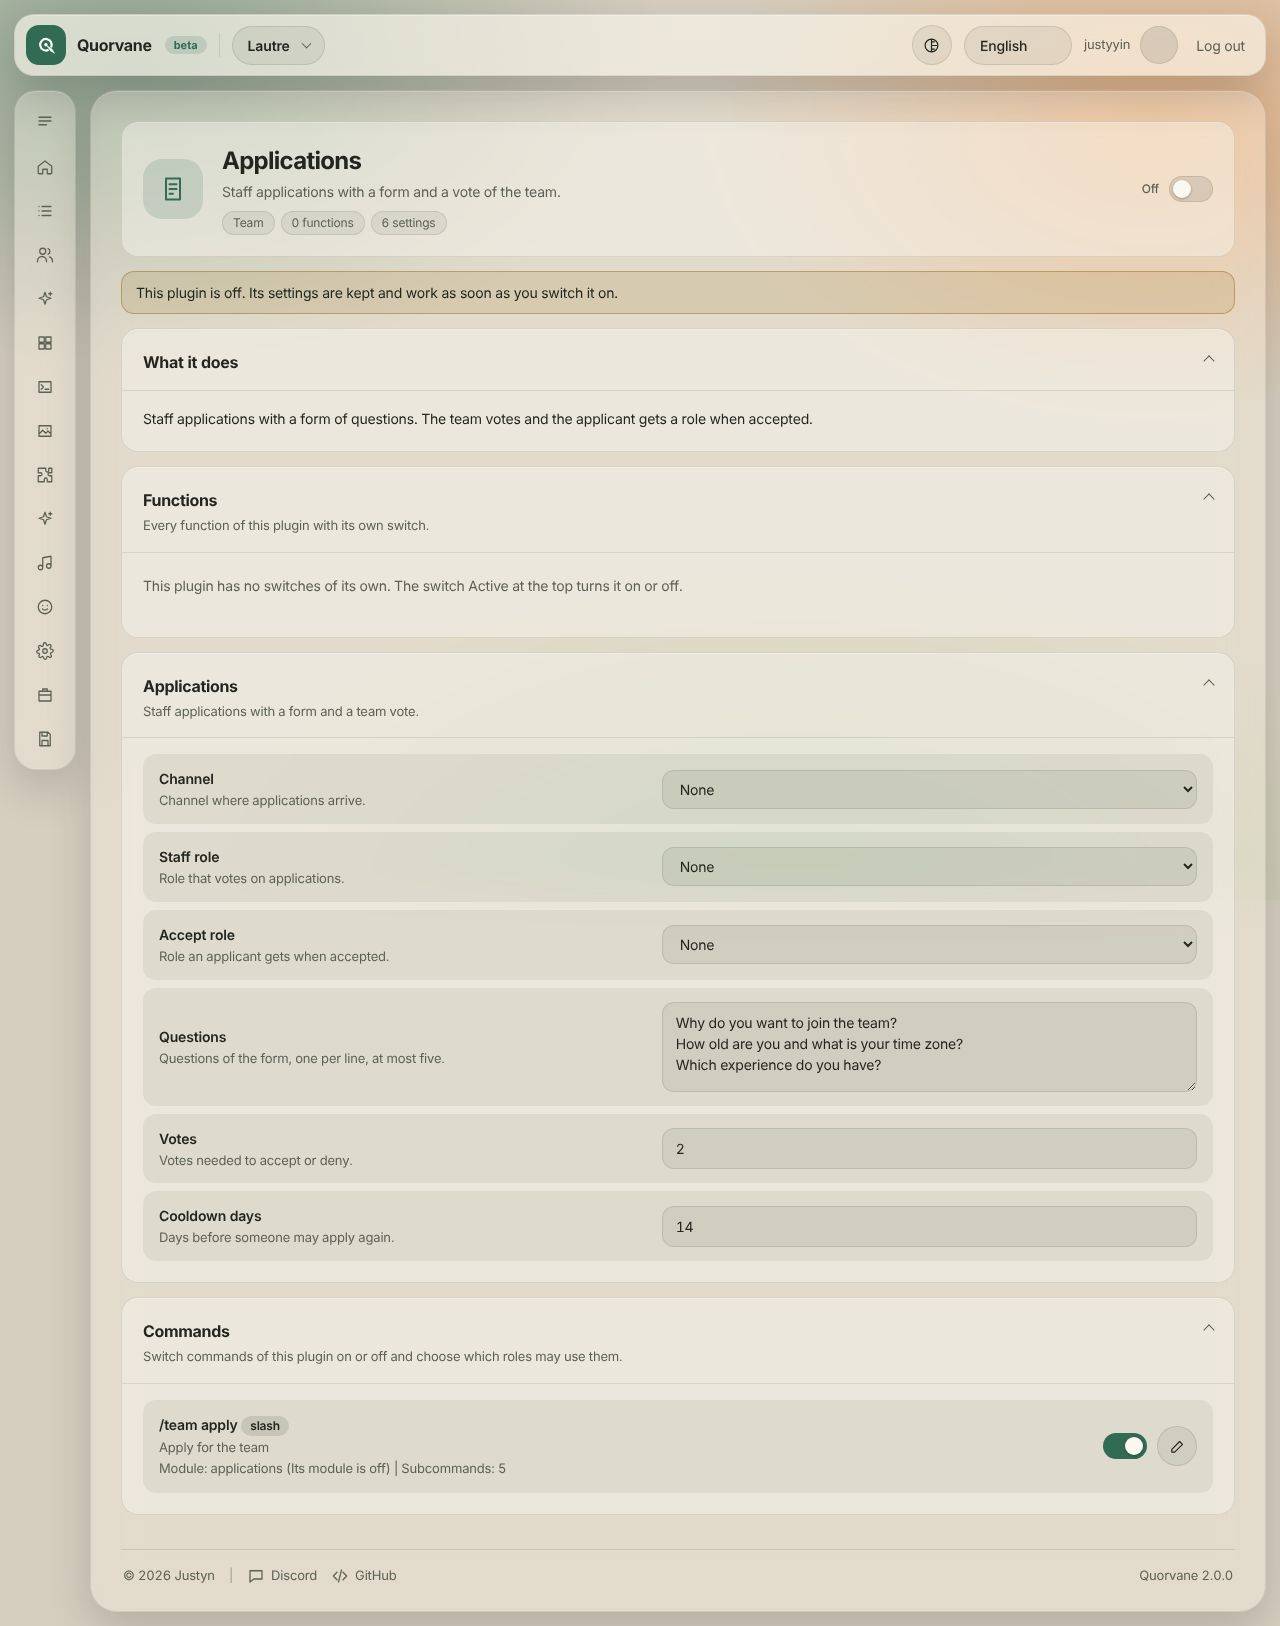 Quorvane beta Lautre English justyyin Log out
Applications
Staff applications with a form and a vote of the team.
Team 0 functions 6 settings
Off
This plugin is off. Its settings are kept and work as soon as you switch it on.
What it does
Staff applications with a form of questions. The team votes and the applicant gets a role when accepted.
Functions
Every function of this plugin with its own switch.
This plugin has no switches of its own. The switch Active at the top turns it on or off.
Applications
Staff applications with a form and a team vote.
Channel
Channel where applications arrive.
None
Staff role
Role that votes on applications.
None
Accept role
Role an applicant gets when accepted.
None
Questions
Questions of the form, one per line, at most five.
Why do you want to join the team?
How old are you and what is your time zone?
Which experience do you have?
Votes
Votes needed to accept or deny.
2
Cooldown days
Days before someone may apply again.
14
Commands
Switch commands of this plugin on or off and choose which roles may use them.
/team apply slash
Apply for the team
Module: applications (Its module is off) | Subcommands: 5
© 2026 Justyn Discord GitHub Quorvane 2.0.0